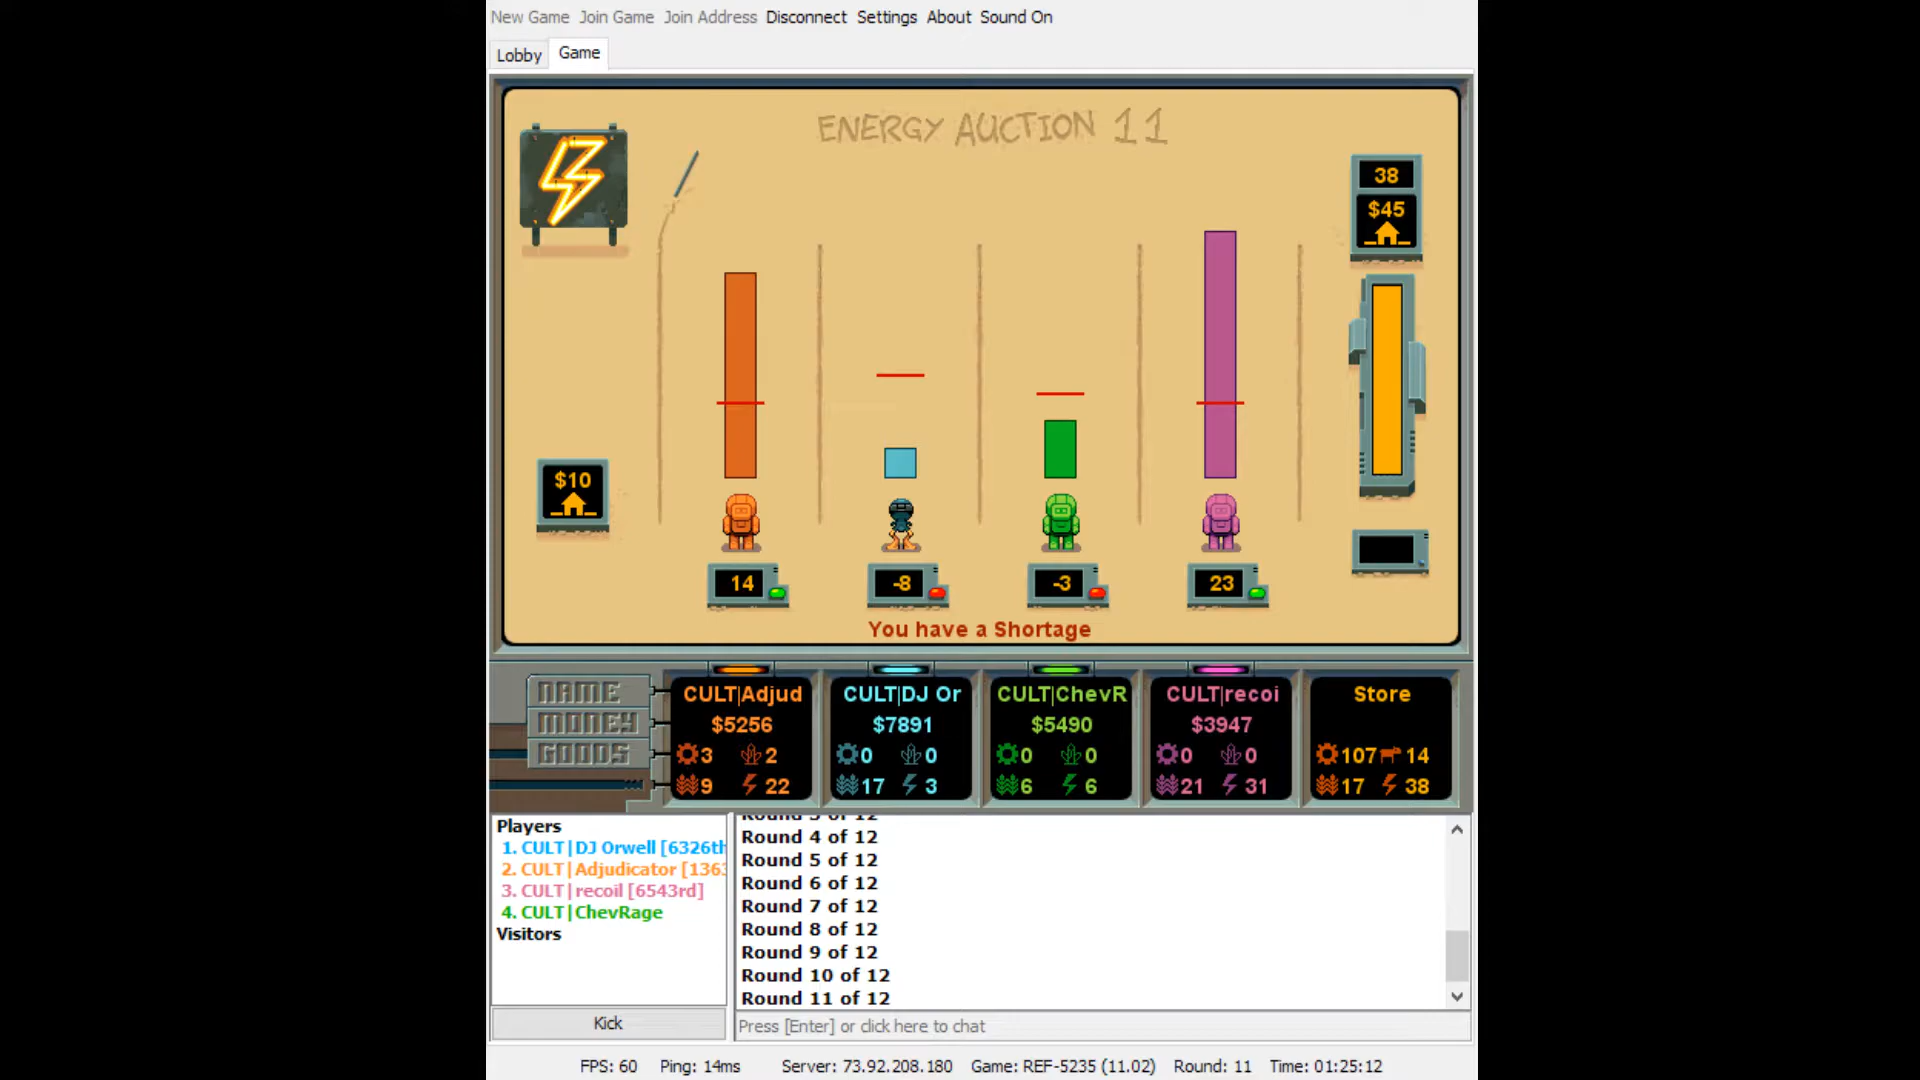 New Game Join Game Join Address Disconnect Settings About Sound On
Lobby Game
ENERGY AUCTION 11
38
$45
$10
14 -8 -3 23
You have a Shortage
NAME
MONEY
GOODS
CULT|Adjud
$5256
3 2
9 22
CULT|DJ Or
$7891
0 0
17 3
CULT|ChevR
$5490
0 0
6 6
CULT|recoi
$3947
0 0
21 31
Store
107 14
17 38
Players
1. CULT|DJ Orwell [6326th
2. CULT|Adjudicator [136
3. CULT|recoil [6543rd]
4. CULT|ChevRage
Visitors
Kick
Round 4 of 12
Round 5 of 12
Round 6 of 12
Round 7 of 12
Round 8 of 12
Round 9 of 12
Round 10 of 12
Round 11 of 12
Press [Enter] or click here to chat
FPS: 60 Ping: 14ms Server: 73.92.208.180 Game: REF-5235 (11.02) Round: 11 Time: 01:25:12